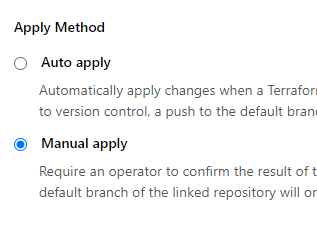 Apply Method
Auto apply
Automatically apply changes when a Terrafor
to version control, a push to the default bran
Manual apply
Require an operator to confirm the result of t
default branch of the linked repository will or